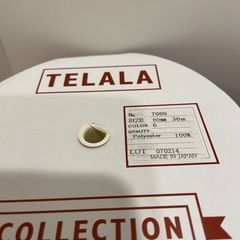 TELALA
No. 7000
SIZE 60mm 30m
COLOR 6
QUALITY
Polyester 100%
LOT 070214
MADE IN JAPAN
COLLECTION